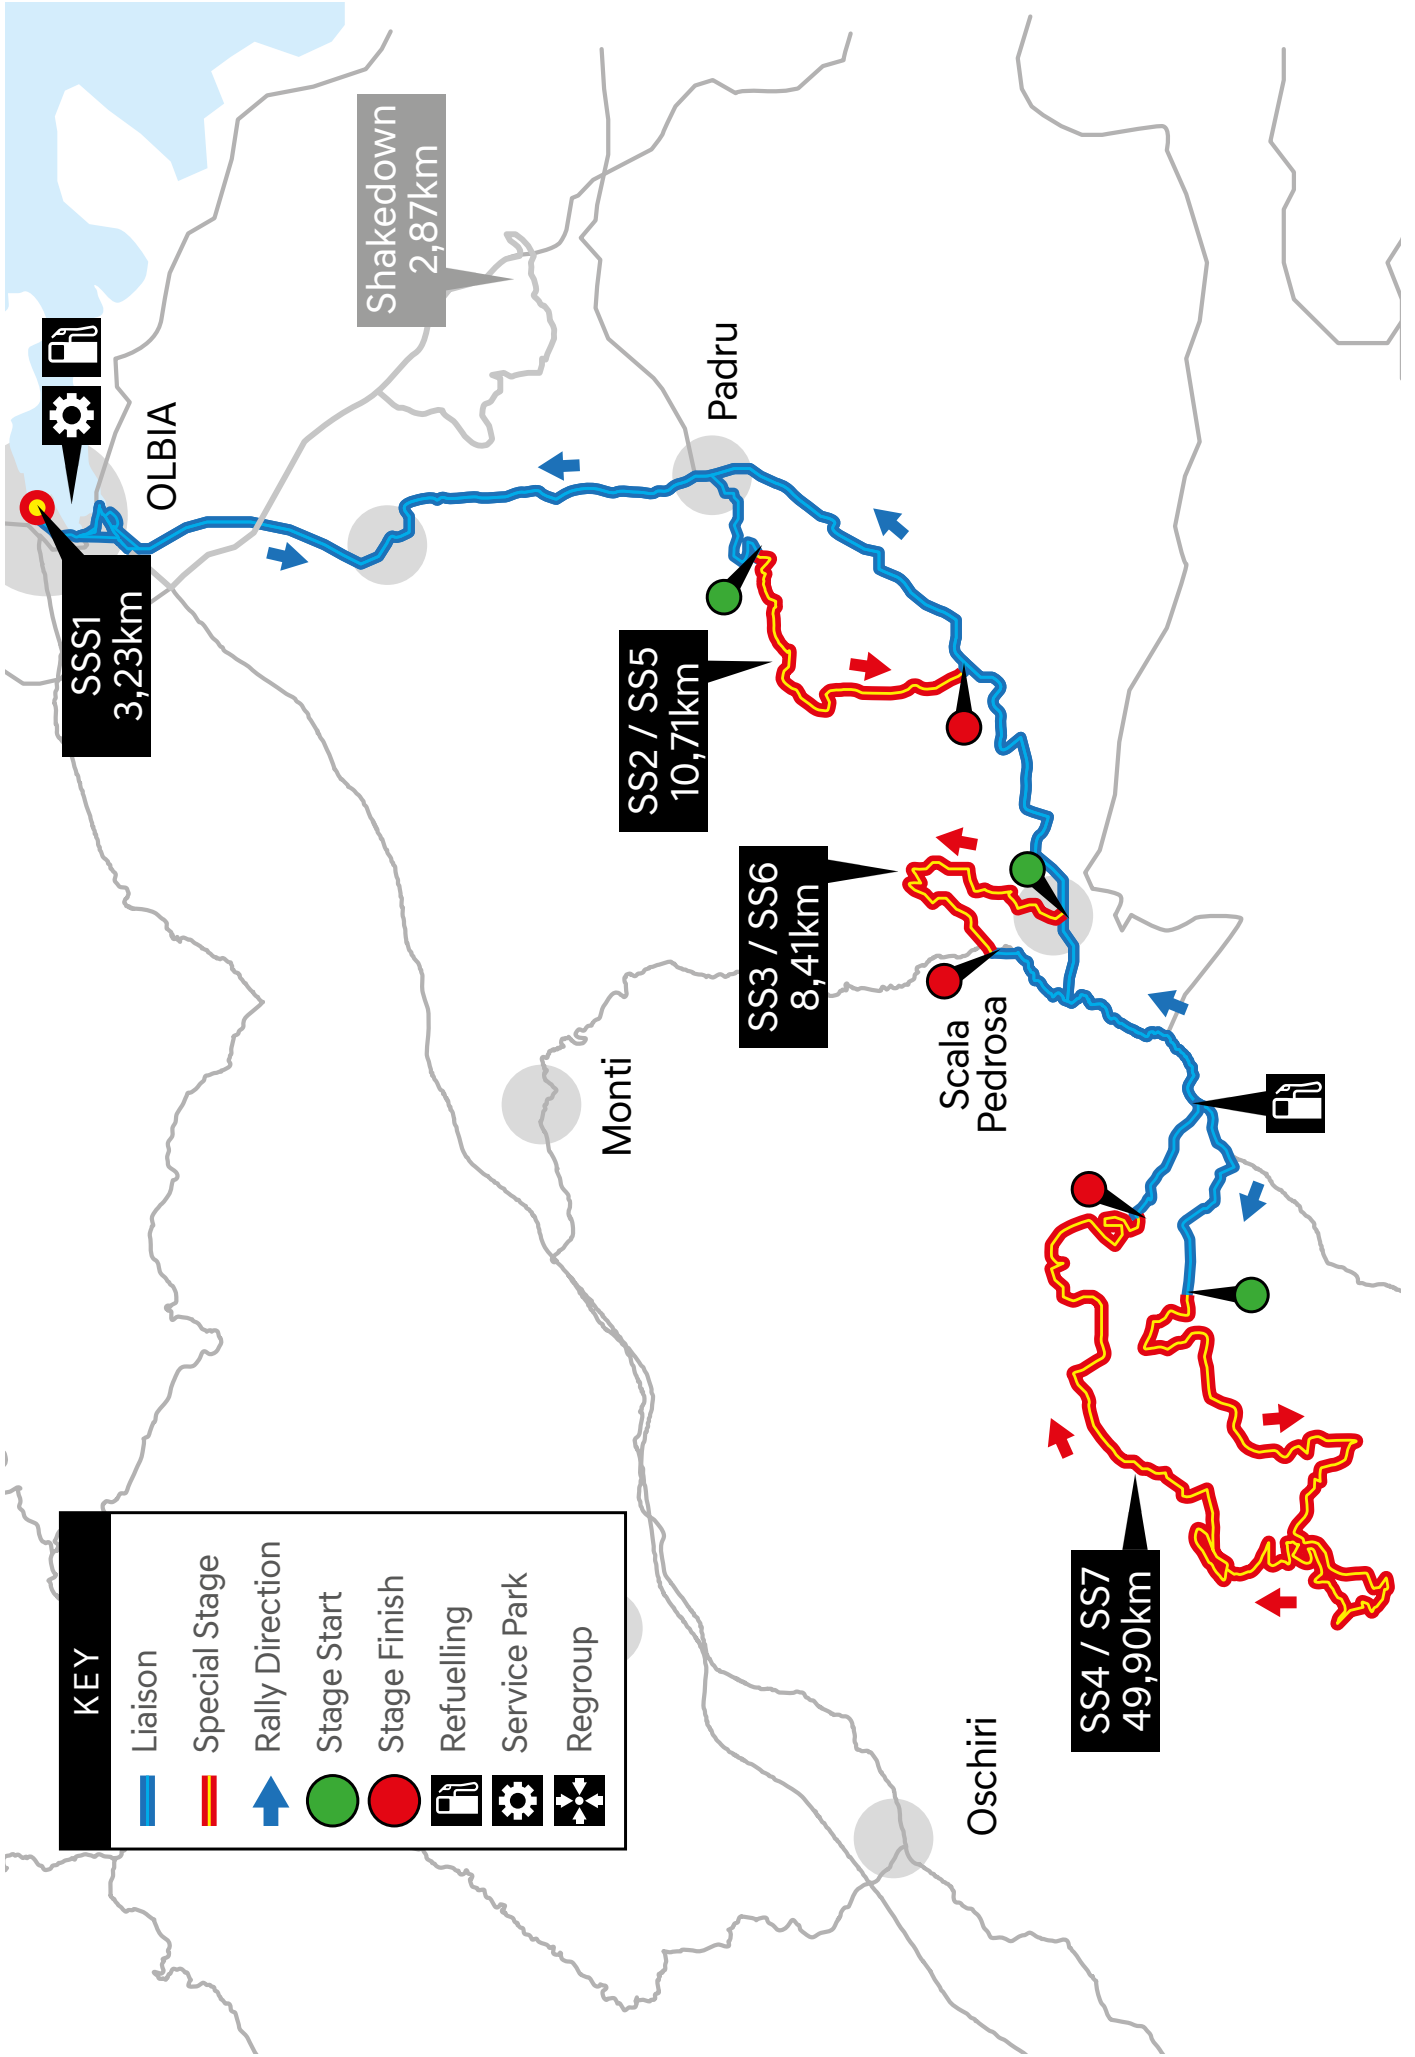 KEY
Liaison
Special Stage
Rally Direction
Stage Start
Stage Finish
Refuelling
Service Park
Regroup
SSS1
3,23km
OLBIA
Shakedown
2,87km
Monti
SS2 / SS5
10,71km
Padru
SS3 / SS6
8,41km
Scala
Pedrosa
Oschiri
SS4 / SS7
49,90km